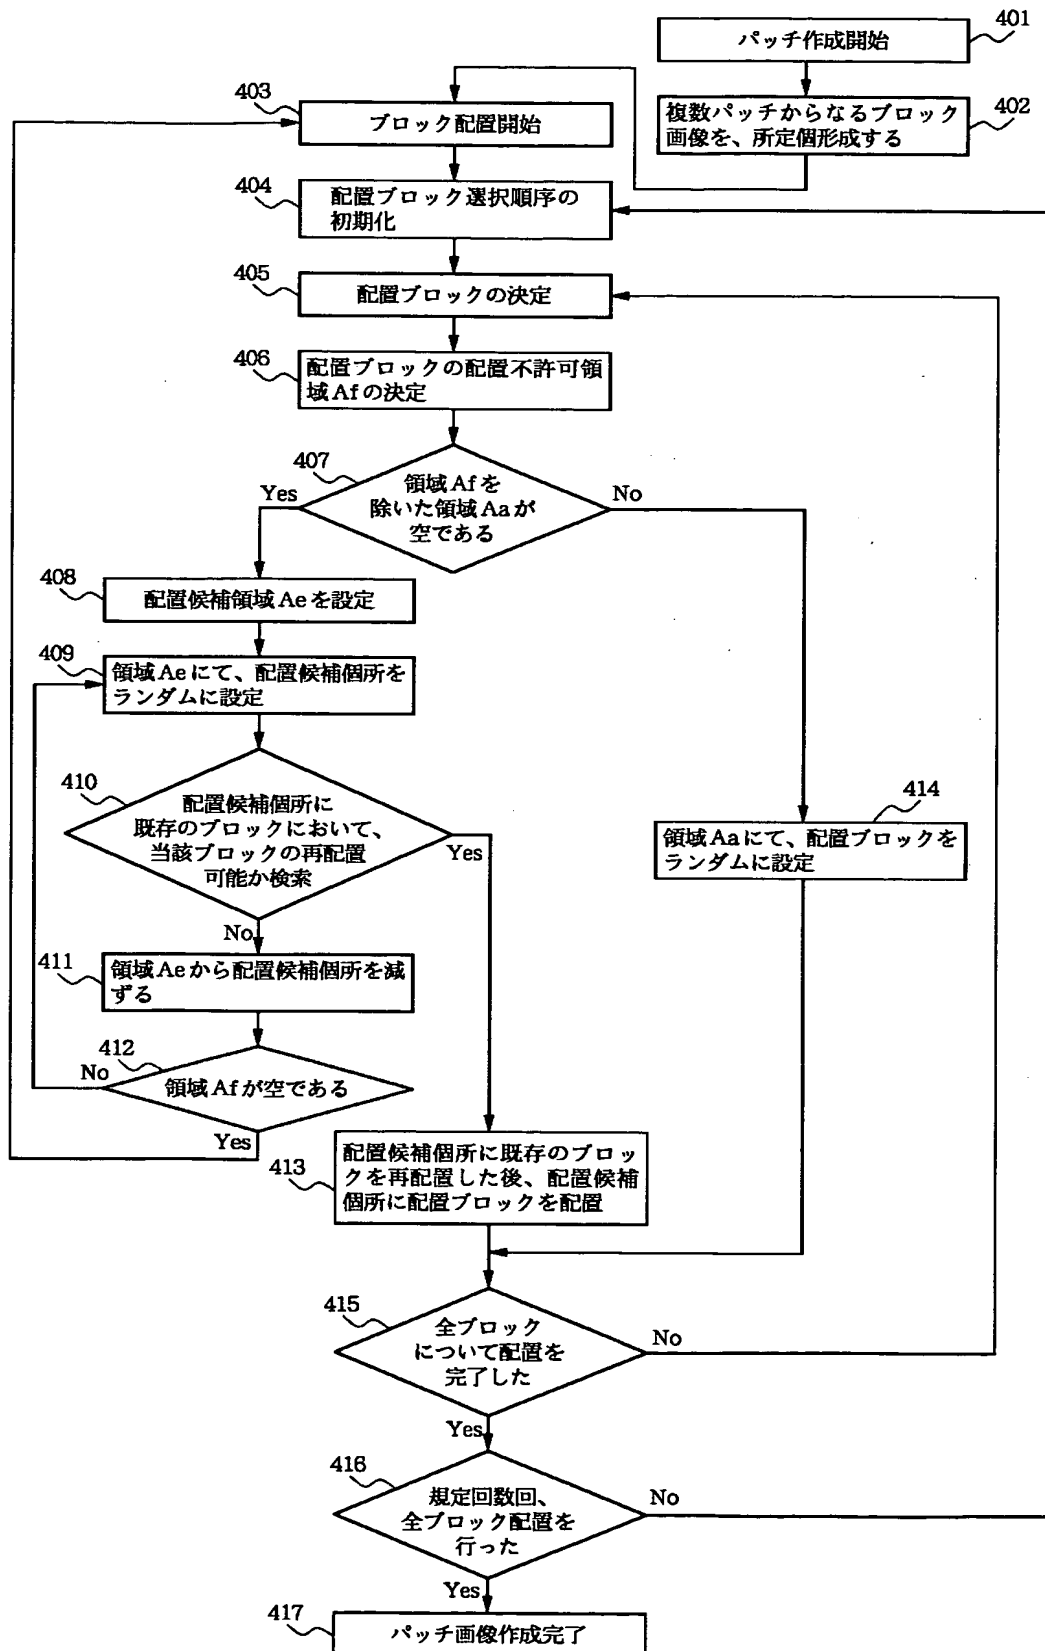 401
パッチ作成開始
402
複数パッチからなるブロック
画像を、所定個形成する
403
ブロック配置開始
404
配置ブロック選択順序の
初期化
405
配置ブロックの決定
406
配置ブロックの配置不許可領
域Afの決定
407
領域Afを
除いた領域Aaが
空である
Yes
No
408
配置候補領域Aeを設定
409
領域Aeにて、配置候補個所を
ランダムに設定
410
配置候補個所に
既存のブロックにおいて、
当該ブロックの再配置
可能か検索
Yes
No
414
領域Aaにて、配置ブロックを
ランダムに設定
411
領域Aeから配置候補個所を減
ずる
412
領域Afが空である
No
Yes
413
配置候補個所に既存のブロッ
クを再配置した後、配置候補
個所に配置ブロックを配置
415
全ブロック
について配置を
完了した
No
Yes
416
規定回数回、
全ブロック配置を
行った
No
Yes
417
パッチ画像作成完了